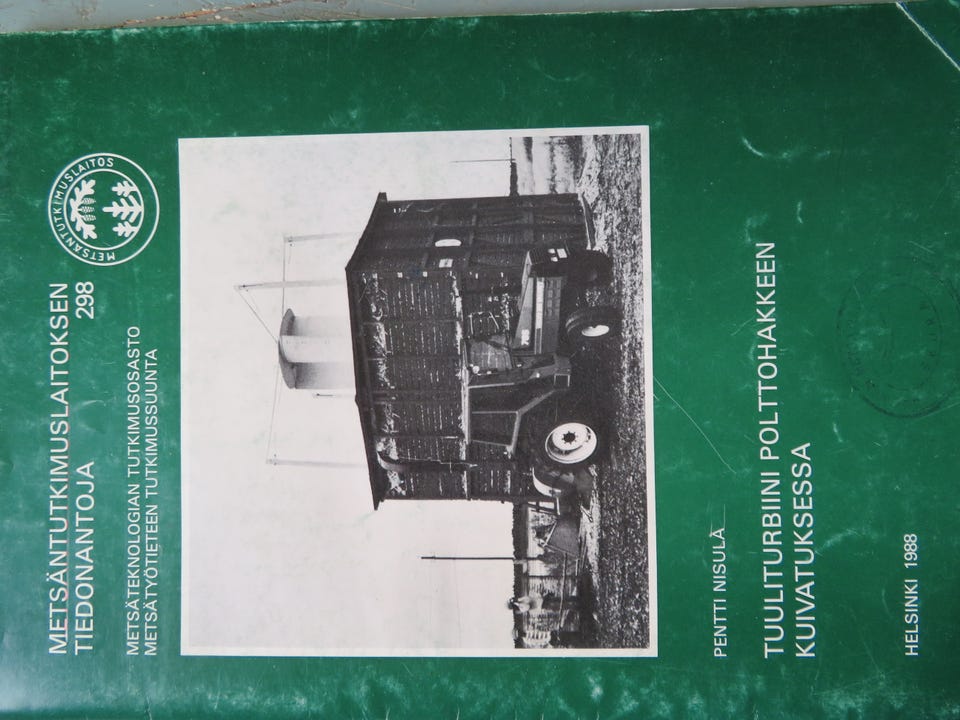 METSÄNTUTKIMUSLAITOKSEN
TIEDONANTOJA 298
METSÄNTUTKIMUSLAITOS
METSÄTEKNOLOGIAN TUTKIMUSOSASTO
METSÄTYÖTIETEEN TUTKIMUSSUUNTA
PENTTI NISULA
TUULITURBIINI POLTTOHAKKEEN
KUIVATUKSESSA
HELSINKI 1988